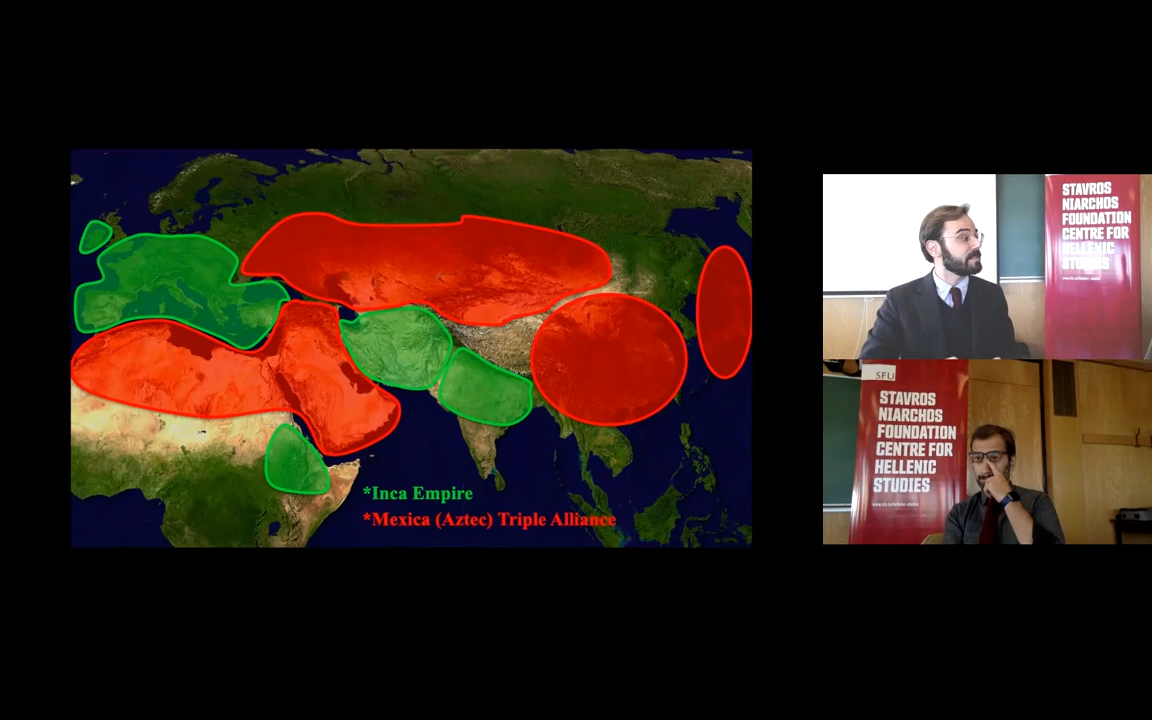 *Inca Empire
*Mexica (Aztec) Triple Alliance
STAVROS
NIARCHOS
FOUNDATION
CENTRE FOR
HELLENIC
STUDIES
SFU
STAVROS
NIARCHOS
FOUNDATION
CENTRE FOR
HELLENIC
STUDIES